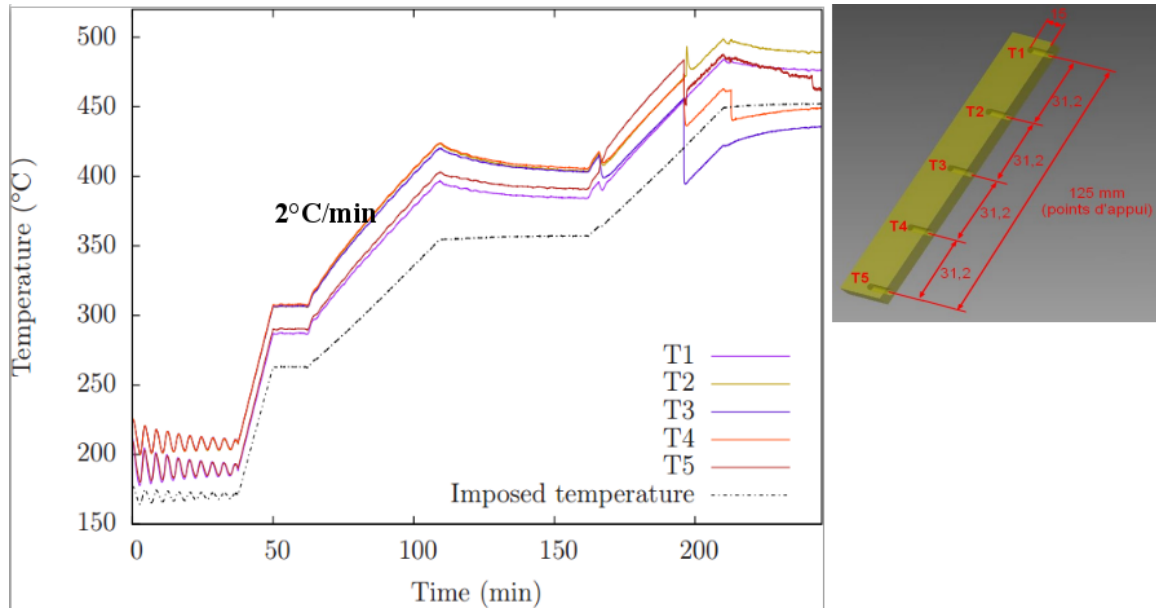 500
450
400
350
300
250
200
150
Temperature (°C)
2°C/min
T1
T2
T3
T4
T5
Imposed temperature
0
50
100
150
200
Time (min)
T1
T2
T3
T4
T5
31,2
31,2
31,2
31,2
125 mm
(points d'appui)